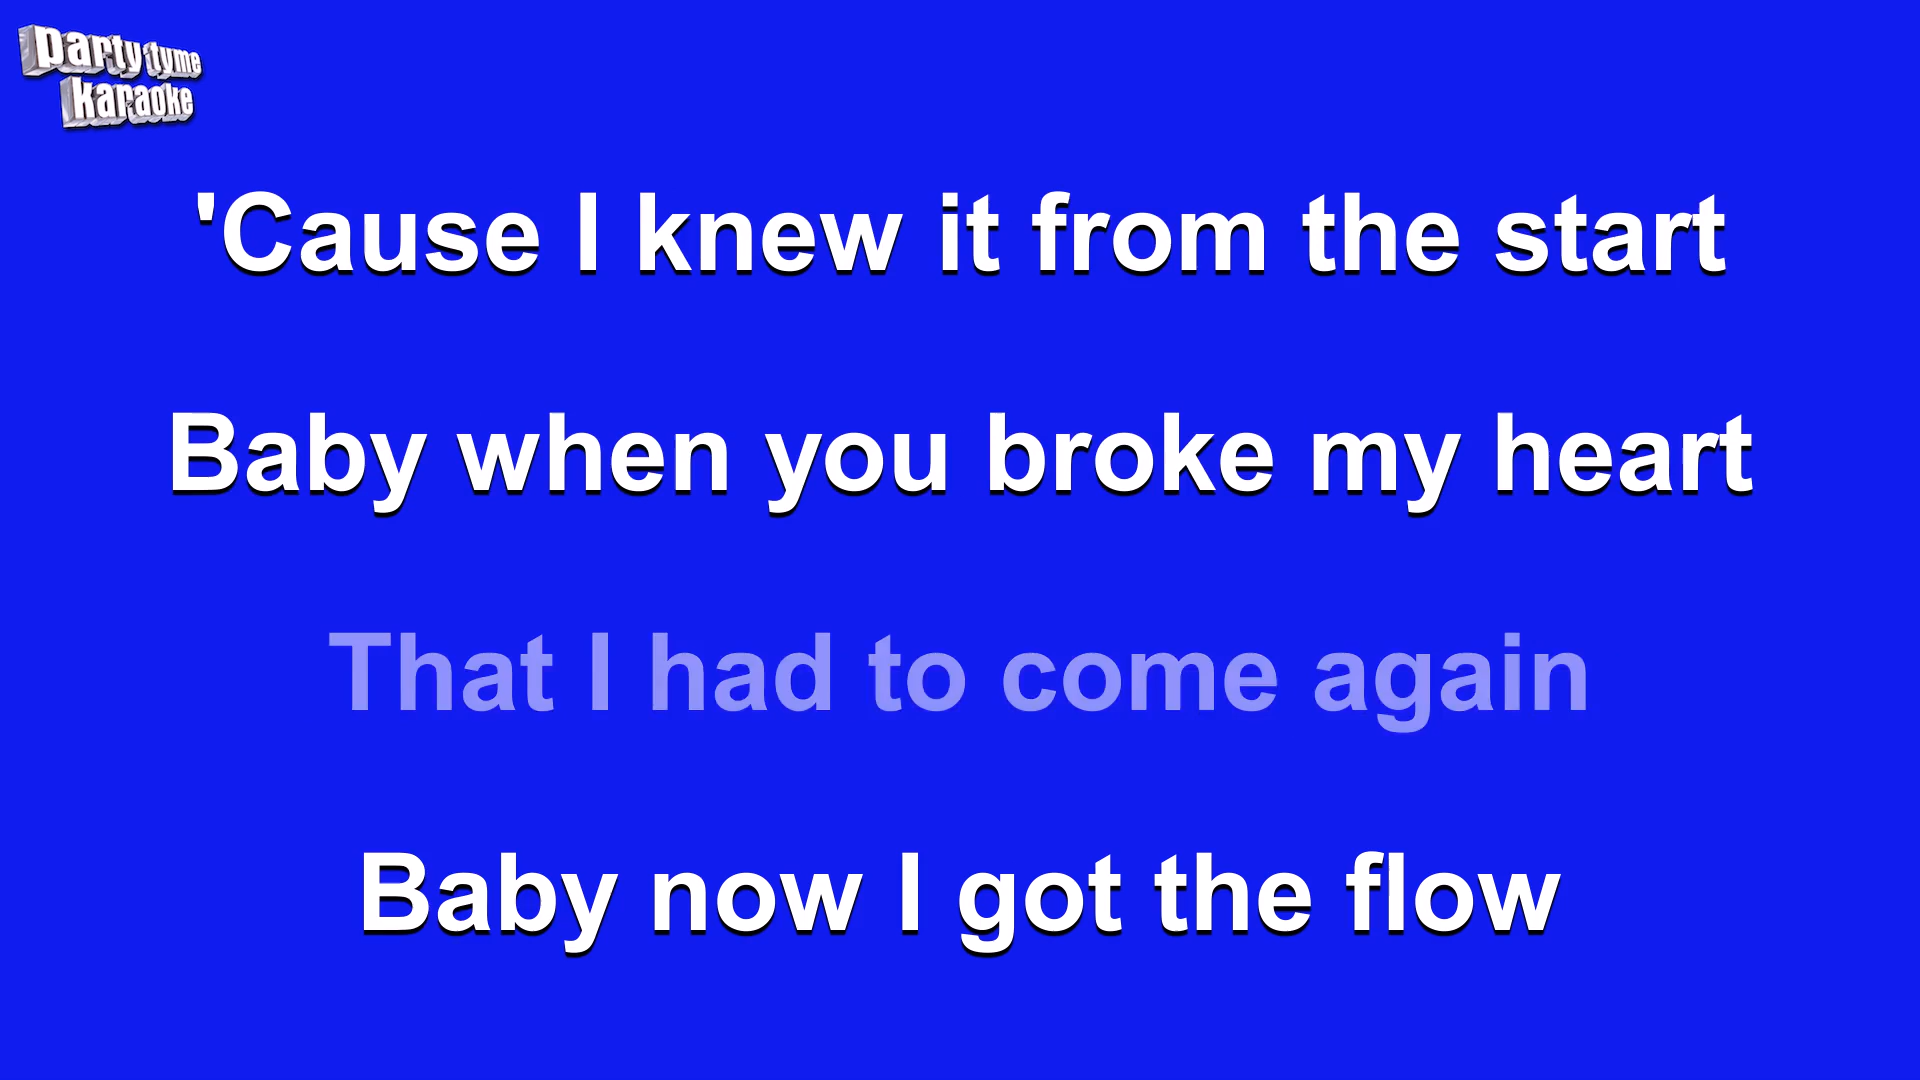 party tyme
karaoke
'Cause I knew it from the start
Baby when you broke my heart
That I had to come again
Baby now I got the flow